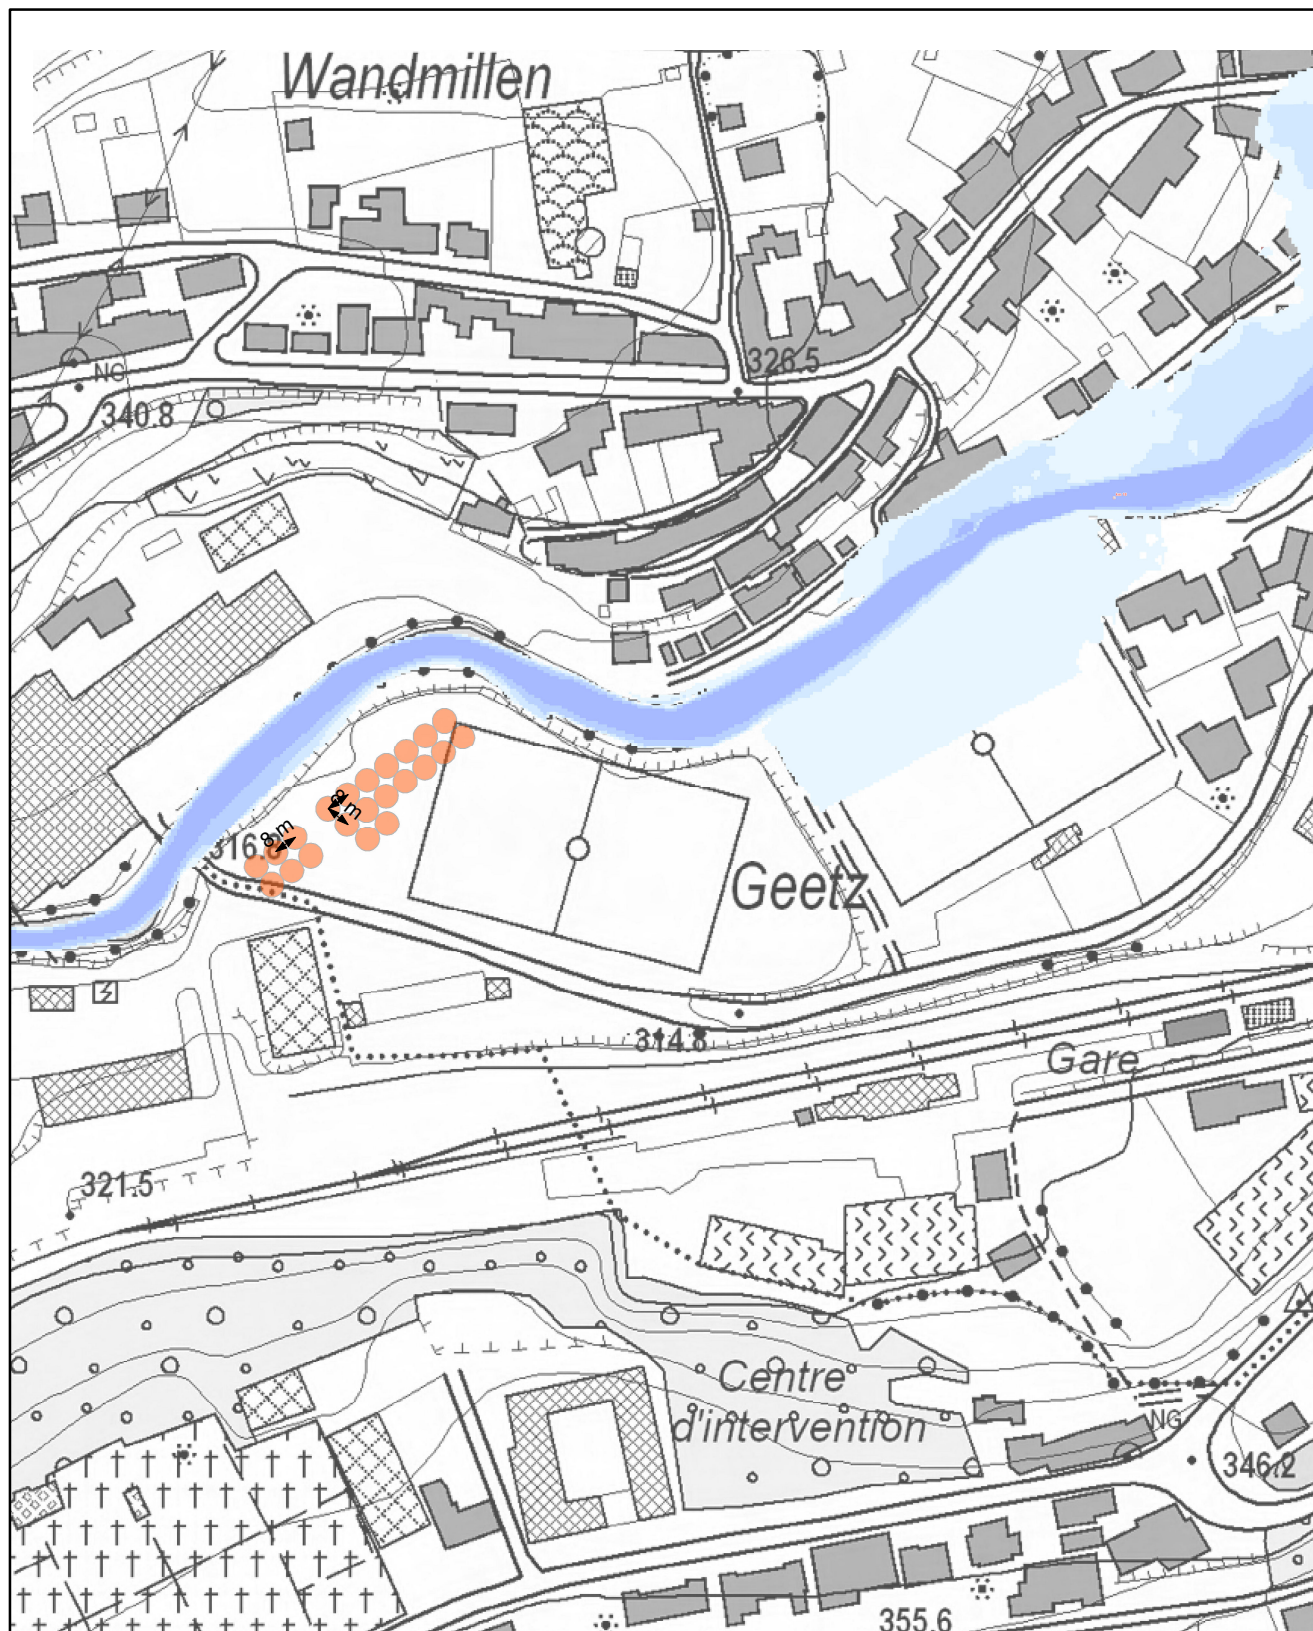 Wandmillen
326.5
NG
340.8
8 m
8 m
316.8
Geetz
314.8
Gare
321.5
Centre
d'intervention
NG
346.2
355.6